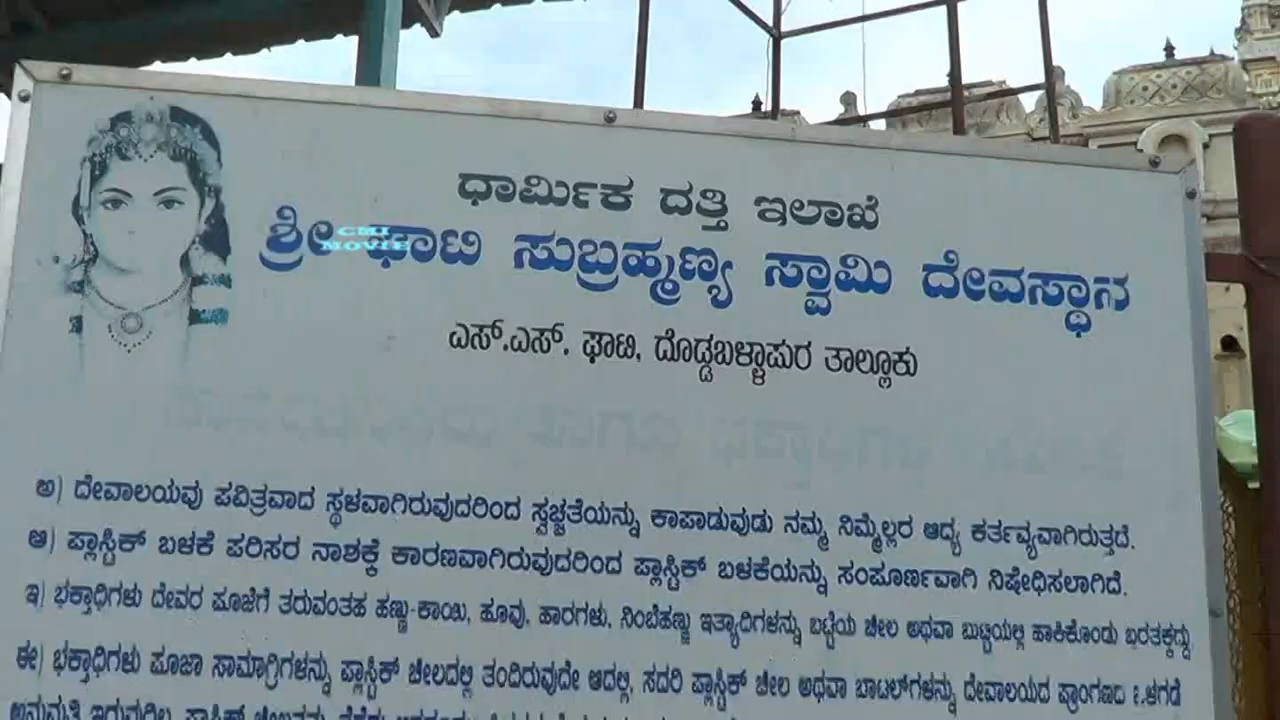 ಧಾರ್ಮಿಕ ದತ್ತಿ ಇಲಾಖೆ
ಶ್ರೀ ಘಾಟಿ ಸುಬ್ರಹ್ಮಣ್ಯ ಸ್ವಾಮಿ ದೇವಸ್ಥಾನ
CMI
MOVIE
ಎಸ್.ಎಸ್. ಘಾಟಿ, ದೊಡ್ಡಬಳ್ಳಾಪುರ ತಾಲ್ಲೂಕು
ಅ) ದೇವಾಲಯವು ಪವಿತ್ರವಾದ ಸ್ಥಳವಾಗಿರುವುದರಿಂದ ಸ್ವಚ್ಛತೆಯನ್ನು ಕಾಪಾಡುವುದು ನಮ್ಮ ನಿಮ್ಮೆಲ್ಲರ ಆದ್ಯ ಕರ್ತವ್ಯವಾಗಿರುತ್ತದೆ.
ಆ) ಪ್ಲಾಸ್ಟಿಕ್ ಬಳಕೆ ಪರಿಸರ ನಾಶಕ್ಕೆ ಕಾರಣವಾಗಿರುವುದರಿಂದ ಪ್ಲಾಸ್ಟಿಕ್ ಬಳಕೆಯನ್ನು ಸಂಪೂರ್ಣವಾಗಿ ನಿಷೇಧಿಸಲಾಗಿದೆ.
ಇ) ಭಕ್ತಾಧಿಗಳು ದೇವರ ಪೂಜೆಗೆ ತರುವಂತಹ ಹಣ್ಣು-ಕಾಯಿ, ಹೂವು, ಹಾರಗಳು, ನಿಂಬೆಹಣ್ಣು ಇತ್ಯಾದಿಗಳನ್ನು ಬಟ್ಟೆಯ ಚೀಲ ಅಥವಾ ಬುಟ್ಟಿಯಲ್ಲಿ ಹಾಕಿಕೊಂಡು ಬರತಕ್ಕದ್ದು
ಈ) ಭಕ್ತಾಧಿಗಳು ಪೂಜಾ ಸಾಮಾಗ್ರಿಗಳನ್ನು ಪ್ಲಾಸ್ಟಿಕ್ ಚೀಲದಲ್ಲಿ ತಂದಿರುವುದೇ ಆದಲ್ಲಿ, ಸದರಿ ಪ್ಲಾಸ್ಟಿಕ್ ಚೀಲ ಅಥವಾ ಬಾಟಲ್‌ಗಳನ್ನು ದೇವಾಲಯದ ಪ್ರಾಂಗಣದ ಒಳಗಡೆ